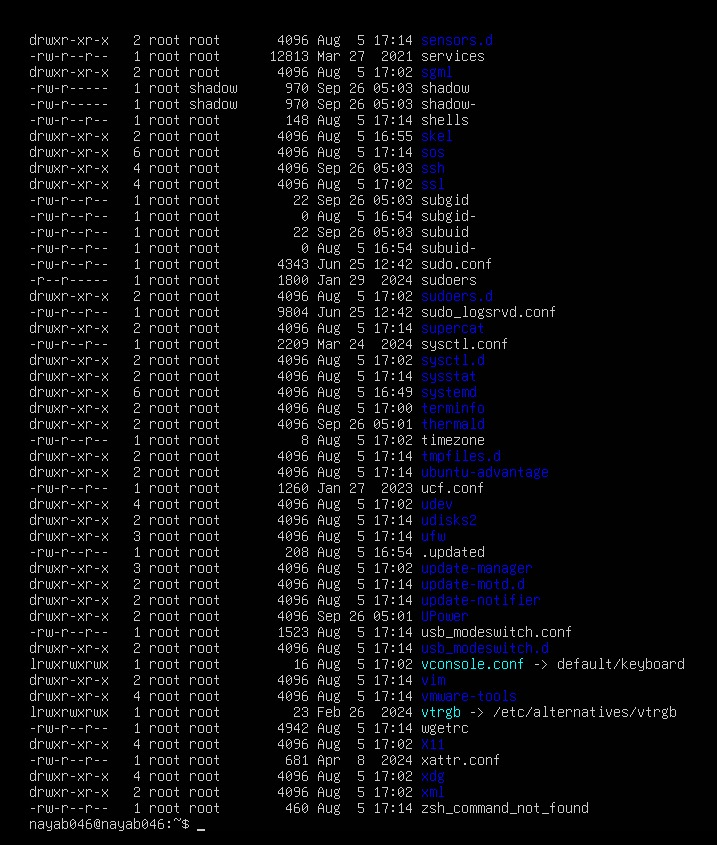 drwxr-xr-x   2 root root       4096 Aug  5 17:14 sensors.d
-rw-r--r--   1 root root      12813 Mar 27  2021 services
drwxr-xr-x   2 root root       4096 Aug  5 17:02 sgml
-rw-r-----   1 root shadow      970 Sep 26 05:03 shadow
-rw-r-----   1 root shadow      970 Sep 26 05:03 shadow-
-rw-r--r--   1 root root        148 Aug  5 17:14 shells
drwxr-xr-x   2 root root       4096 Aug  5 16:55 skel
drwxr-xr-x   6 root root       4096 Aug  5 17:14 sos
drwxr-xr-x   4 root root       4096 Sep 26 05:03 ssh
drwxr-xr-x   4 root root       4096 Aug  5 17:02 ssl
-rw-r--r--   1 root root         22 Sep 26 05:03 subgid
-rw-r--r--   1 root root          0 Aug  5 16:54 subgid-
-rw-r--r--   1 root root         22 Sep 26 05:03 subuid
-rw-r--r--   1 root root          0 Aug  5 16:54 subuid-
-rw-r--r--   1 root root       4343 Jun 25 12:42 sudo.conf
-r--r-----   1 root root       1800 Jan 29  2024 sudoers
drwxr-xr-x   2 root root       4096 Aug  5 17:02 sudoers.d
-rw-r--r--   1 root root       9804 Jun 25 12:42 sudo_logsrvd.conf
drwxr-xr-x   2 root root       4096 Aug  5 17:14 supercat
-rw-r--r--   1 root root       2209 Mar 24  2024 sysctl.conf
drwxr-xr-x   2 root root       4096 Aug  5 17:02 sysctl.d
drwxr-xr-x   2 root root       4096 Aug  5 17:14 sysstat
drwxr-xr-x   6 root root       4096 Aug  5 16:49 systemd
drwxr-xr-x   2 root root       4096 Aug  5 17:00 terminfo
drwxr-xr-x   2 root root       4096 Sep 26 05:01 thermald
-rw-r--r--   1 root root          8 Aug  5 17:02 timezone
drwxr-xr-x   2 root root       4096 Aug  5 17:14 tmpfiles.d
drwxr-xr-x   2 root root       4096 Aug  5 17:14 ubuntu-advantage
-rw-r--r--   1 root root       1260 Jan 27  2023 ucf.conf
drwxr-xr-x   4 root root       4096 Aug  5 17:02 udev
drwxr-xr-x   2 root root       4096 Aug  5 17:14 udisks2
drwxr-xr-x   3 root root       4096 Aug  5 17:14 ufw
-rw-r--r--   1 root root        208 Aug  5 16:54 .updated
drwxr-xr-x   3 root root       4096 Aug  5 17:02 update-manager
drwxr-xr-x   2 root root       4096 Aug  5 17:14 update-motd.d
drwxr-xr-x   2 root root       4096 Aug  5 17:14 update-notifier
drwxr-xr-x   2 root root       4096 Sep 26 05:01 UPower
-rw-r--r--   1 root root       1523 Aug  5 17:14 usb_modeswitch.conf
drwxr-xr-x   2 root root       4096 Aug  5 17:14 usb_modeswitch.d
lrwxrwxrwx   1 root root         16 Aug  5 17:02 vconsole.conf -> default/keyboard
drwxr-xr-x   2 root root       4096 Aug  5 17:14 vim
drwxr-xr-x   4 root root       4096 Aug  5 17:14 vmware-tools
lrwxrwxrwx   1 root root         23 Feb 26  2024 vtrgb -> /etc/alternatives/vtrgb
-rw-r--r--   1 root root       4942 Aug  5 17:14 wgetrc
drwxr-xr-x   4 root root       4096 Aug  5 17:02 X11
-rw-r--r--   1 root root        681 Apr  8  2024 xattr.conf
drwxr-xr-x   4 root root       4096 Aug  5 17:02 xdg
drwxr-xr-x   2 root root       4096 Aug  5 17:02 xml
-rw-r--r--   1 root root        460 Aug  5 17:14 zsh_command_not_found
nayab046@nayab046:~$ _